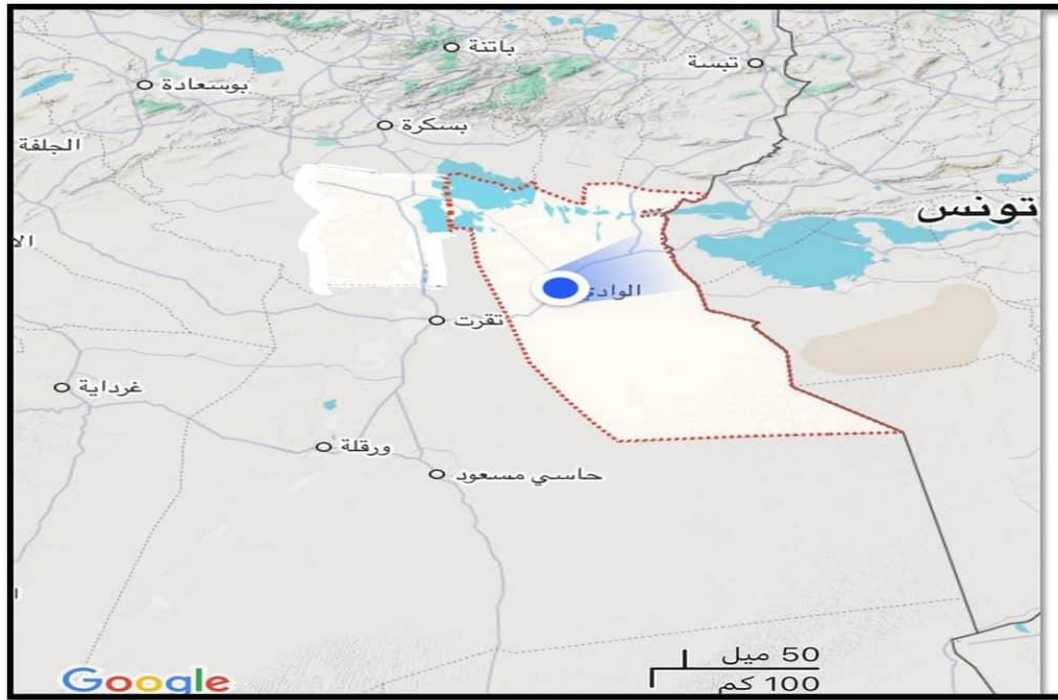 باتنة
تبسة
بوسعادة
بسكرة
الجلفة
تونس
الوادي
تقرت
غرداية
ورقلة
حاسي مسعود
50 ميل
100 كم
Google